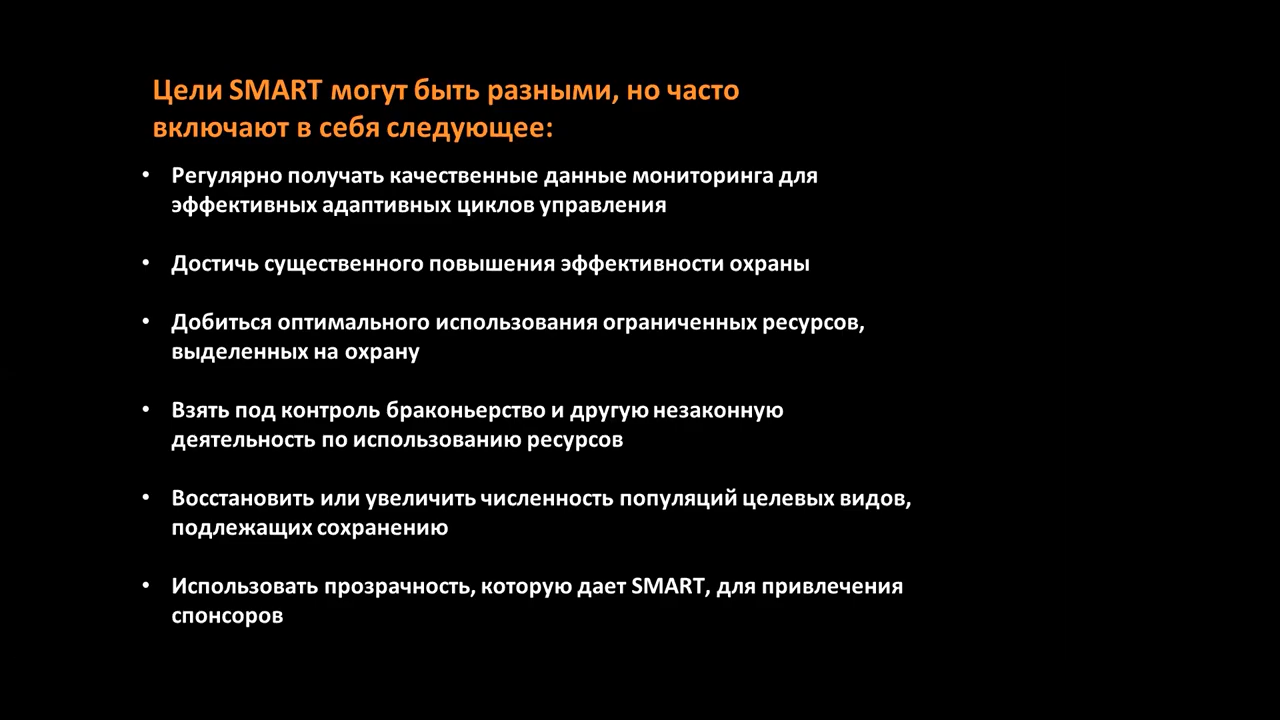 Цели SMART могут быть разными, но часто
включают в себя следующее:
• Регулярно получать качественные данные мониторинга для
эффективных адаптивных циклов управления
• Достичь существенного повышения эффективности охраны
• Добиться оптимального использования ограниченных ресурсов,
выделенных на охрану
• Взять под контроль браконьерство и другую незаконную
деятельность по использованию ресурсов
• Восстановить или увеличить численность популяций целевых видов,
подлежащих сохранению
• Использовать прозрачность, которую дает SMART, для привлечения
спонсоров